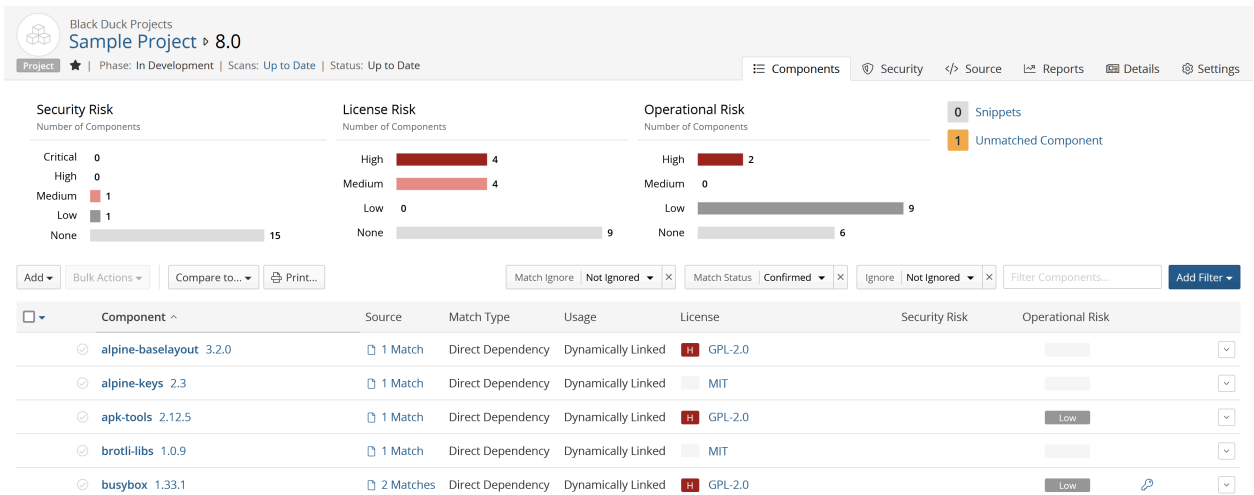 Black Duck Projects
Sample Project 8.0
Project | Phase: In Development | Scans: Up to Date | Status: Up to Date
Components Security Source Reports Details Settings
Security Risk
Number of Components
Critical 0
High 0
Medium 1
Low 1
None 15
License Risk
Number of Components
High 4
Medium 4
Low 0
None 9
Operational Risk
Number of Components
High 2
Medium 0
Low 9
None 6
0 Snippets
1 Unmatched Component
Add Bulk Actions Compare to... Print... Match Ignore Not Ignored × Match Status Confirmed × Ignore Not Ignored × Filter Components... Add Filter
Component Source Match Type Usage License Security Risk Operational Risk
alpine-baselayout 3.2.0 1 Match Direct Dependency Dynamically Linked H GPL-2.0
alpine-keys 2.3 1 Match Direct Dependency Dynamically Linked MIT
apk-tools 2.12.5 1 Match Direct Dependency Dynamically Linked H GPL-2.0 Low
brotli-libs 1.0.9 1 Match Direct Dependency Dynamically Linked MIT
busybox 1.33.1 2 Matches Direct Dependency Dynamically Linked H GPL-2.0 Low